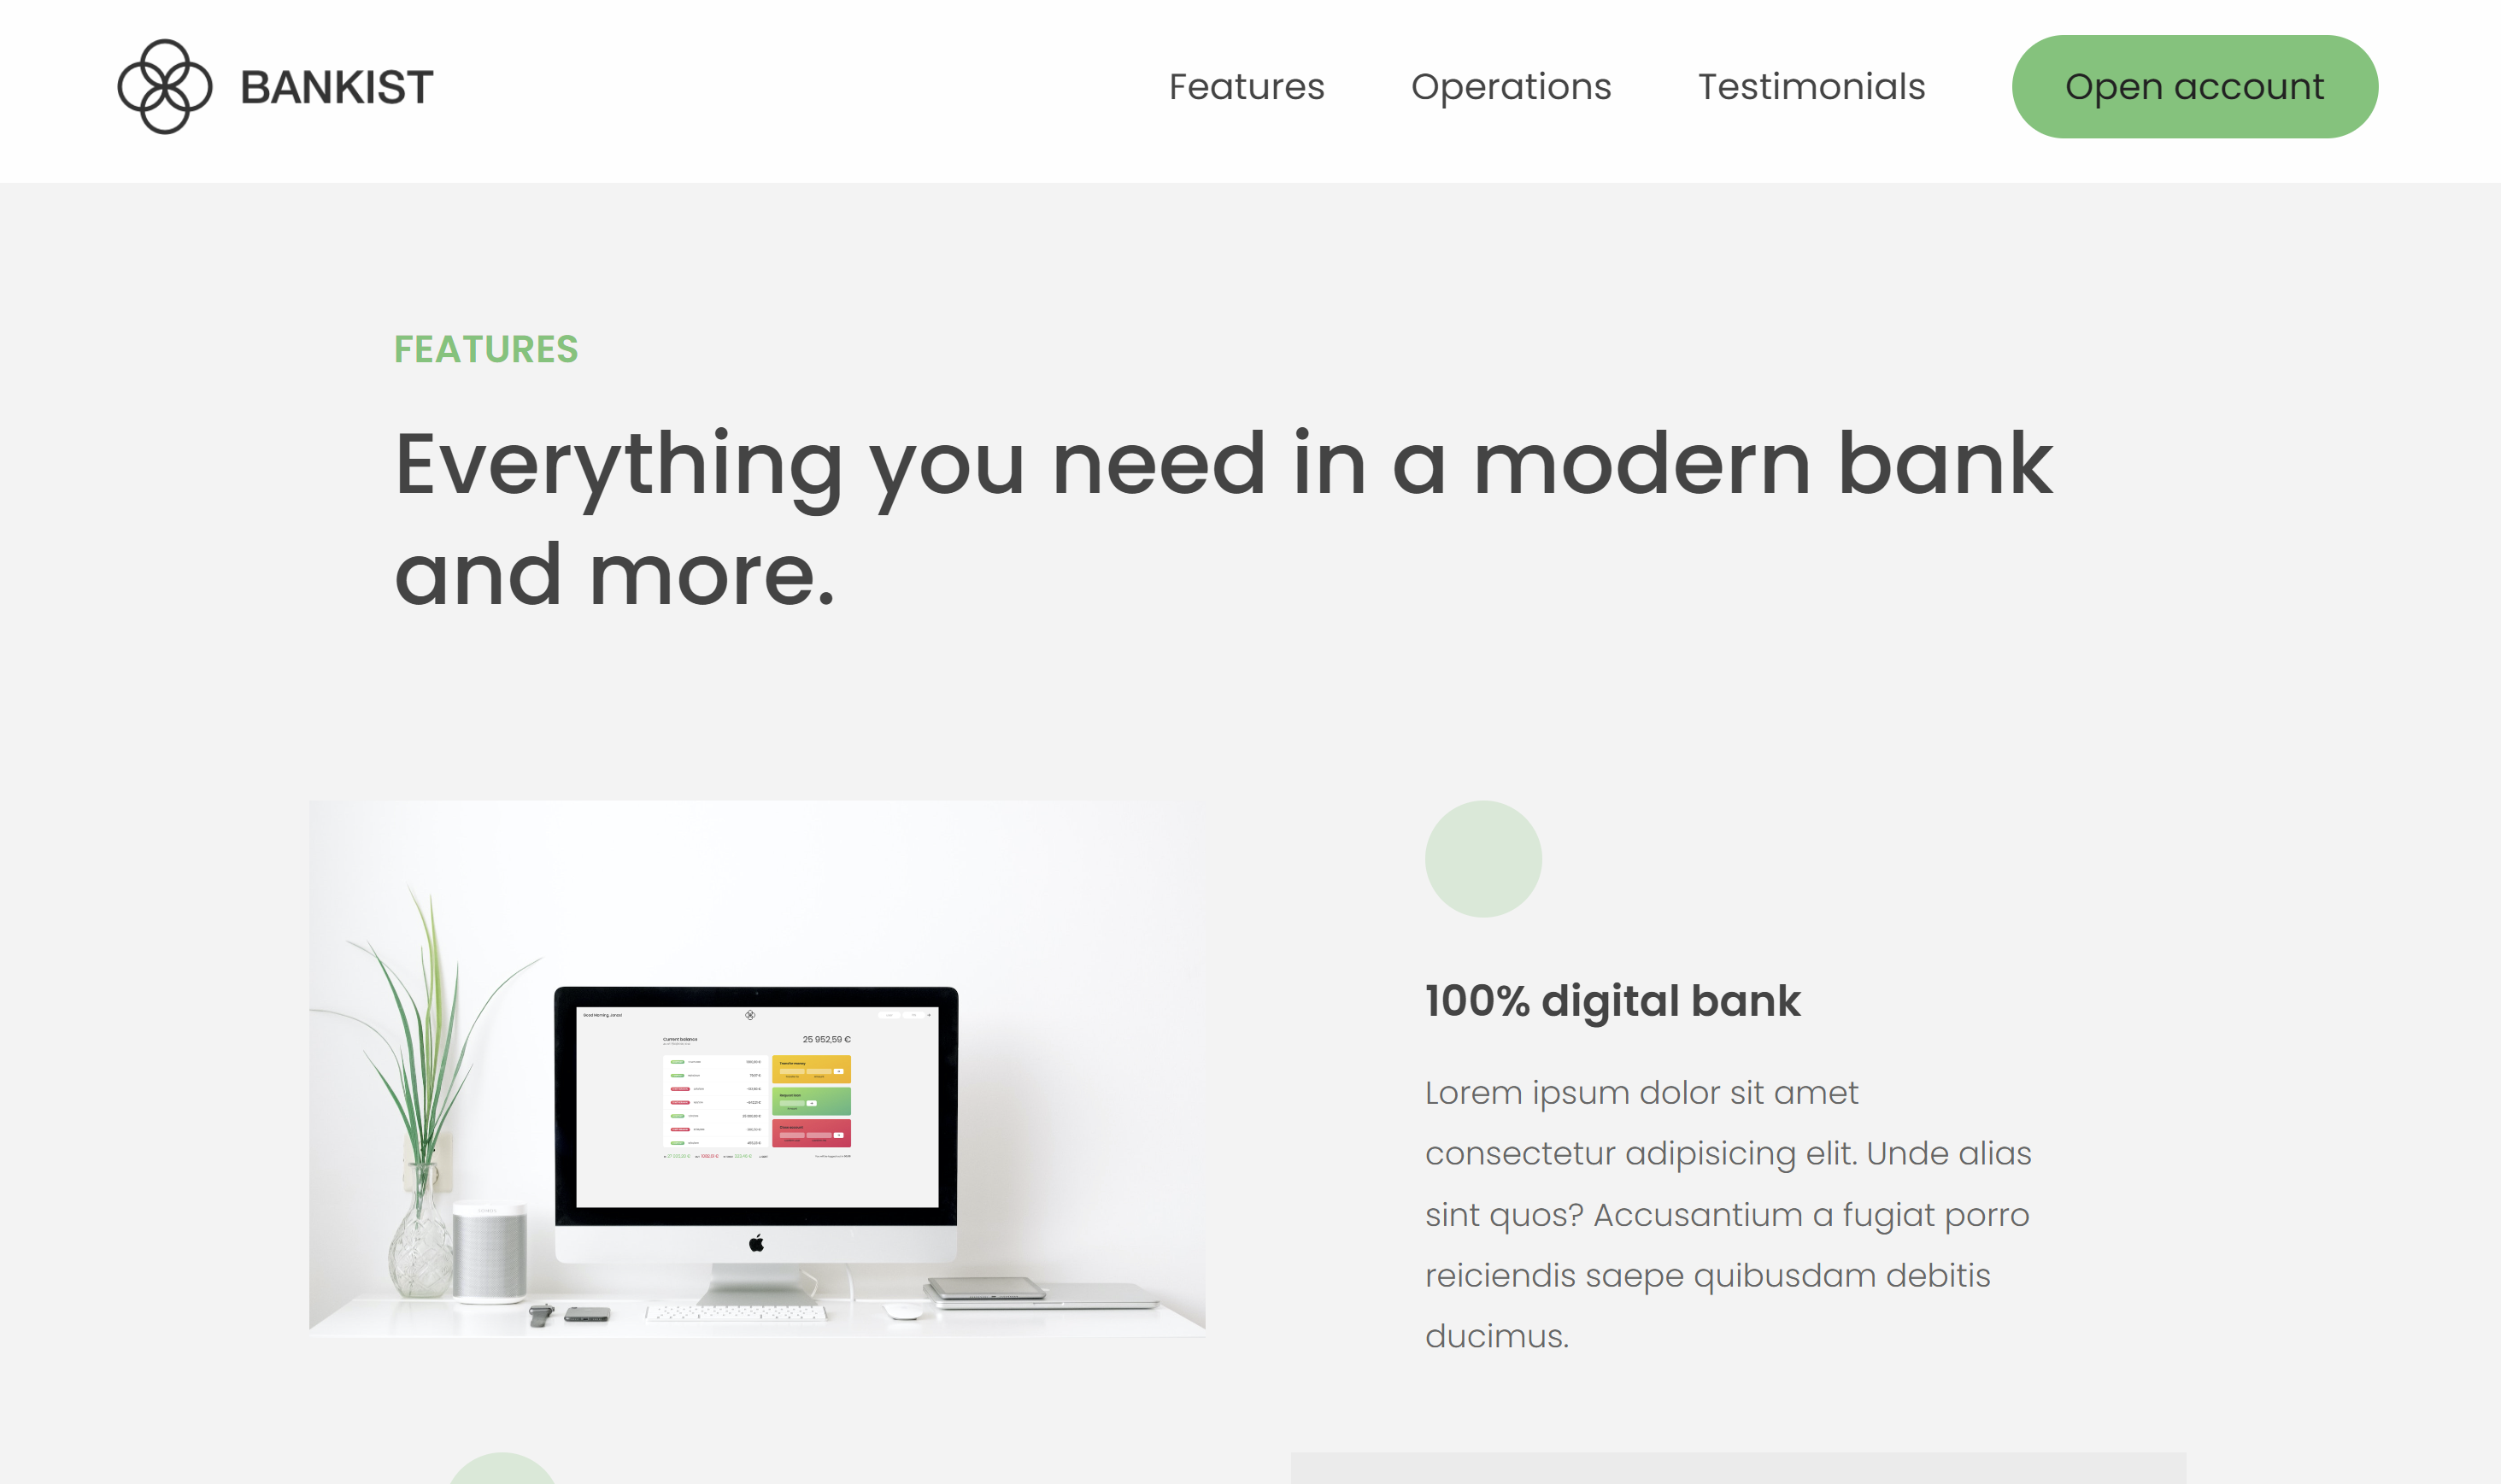 BANKIST
Features
Operations
Testimonials
Open account
FEATURES
Everything you need in a modern bank
and more.
Current balance
25 952,59 €
100% digital bank
Lorem ipsum dolor sit amet
consectetur adipisicing elit. Unde alias
sint quos? Accusantium a fugiat porro
reiciendis saepe quibusdam debitis
ducimus.